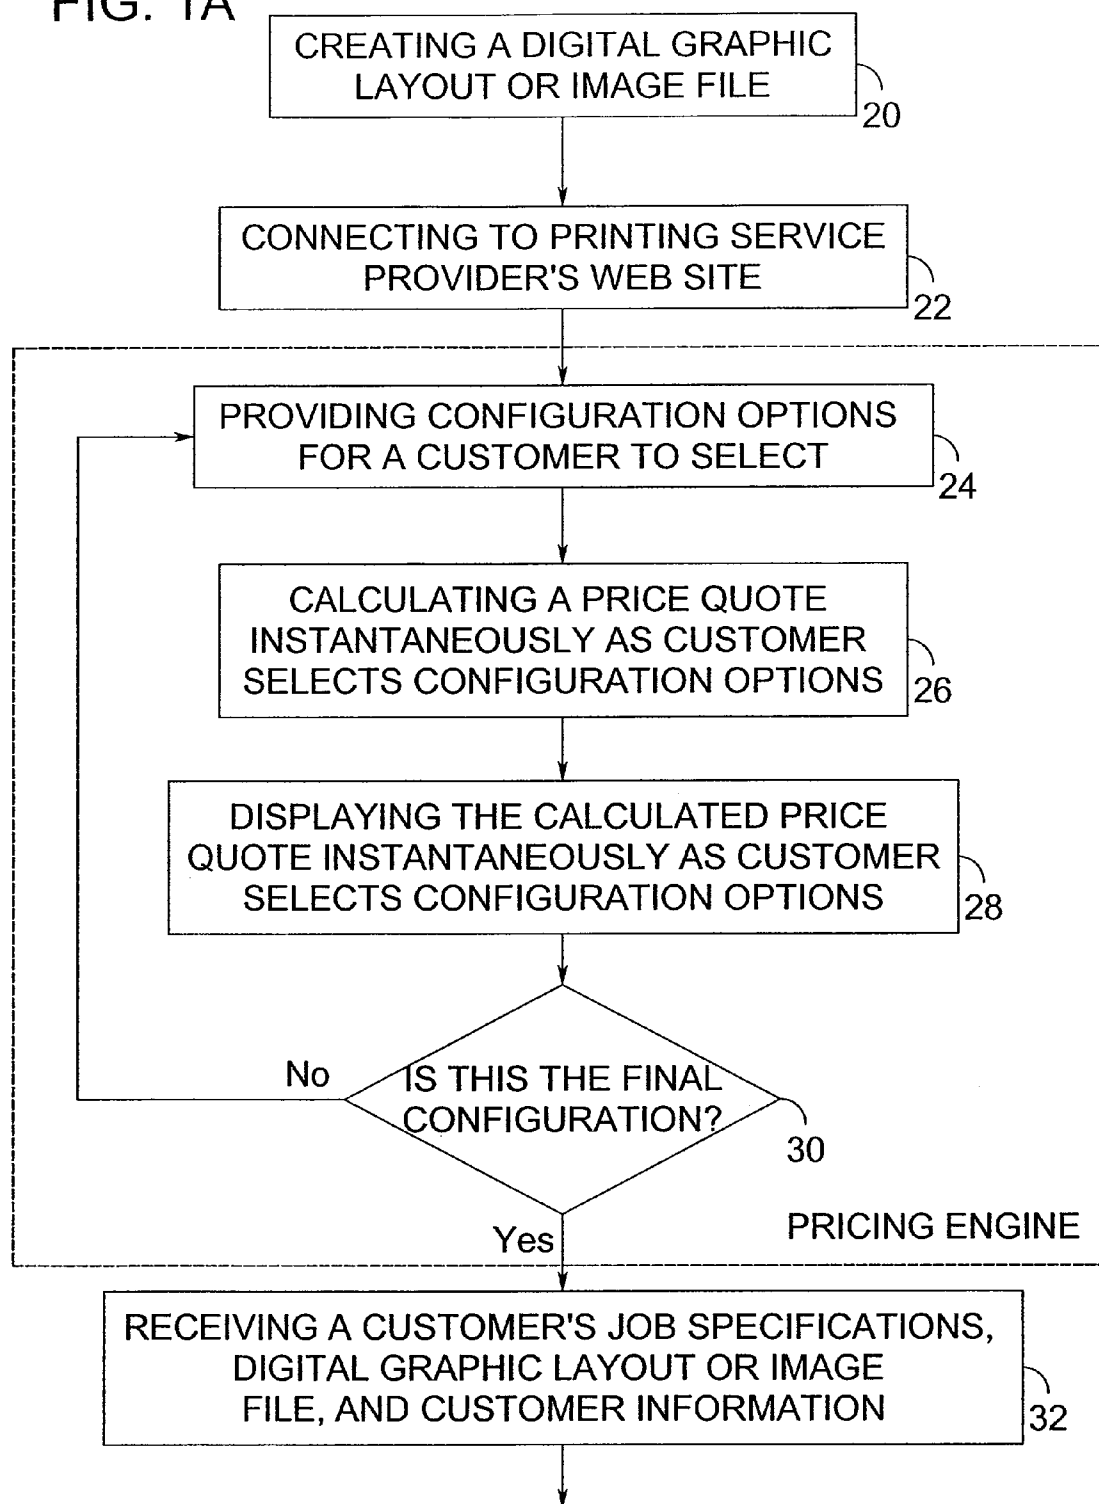 FIG. 1A
CREATING A DIGITAL GRAPHIC
LAYOUT OR IMAGE FILE
20
CONNECTING TO PRINTING SERVICE
PROVIDER'S WEB SITE
22
PROVIDING CONFIGURATION OPTIONS
FOR A CUSTOMER TO SELECT
24
CALCULATING A PRICE QUOTE
INSTANTANEOUSLY AS CUSTOMER
SELECTS CONFIGURATION OPTIONS
26
DISPLAYING THE CALCULATED PRICE
QUOTE INSTANTANEOUSLY AS CUSTOMER
SELECTS CONFIGURATION OPTIONS
28
No
IS THIS THE FINAL
CONFIGURATION?
30
Yes
PRICING ENGINE
RECEIVING A CUSTOMER'S JOB SPECIFICATIONS,
DIGITAL GRAPHIC LAYOUT OR IMAGE
FILE, AND CUSTOMER INFORMATION
32